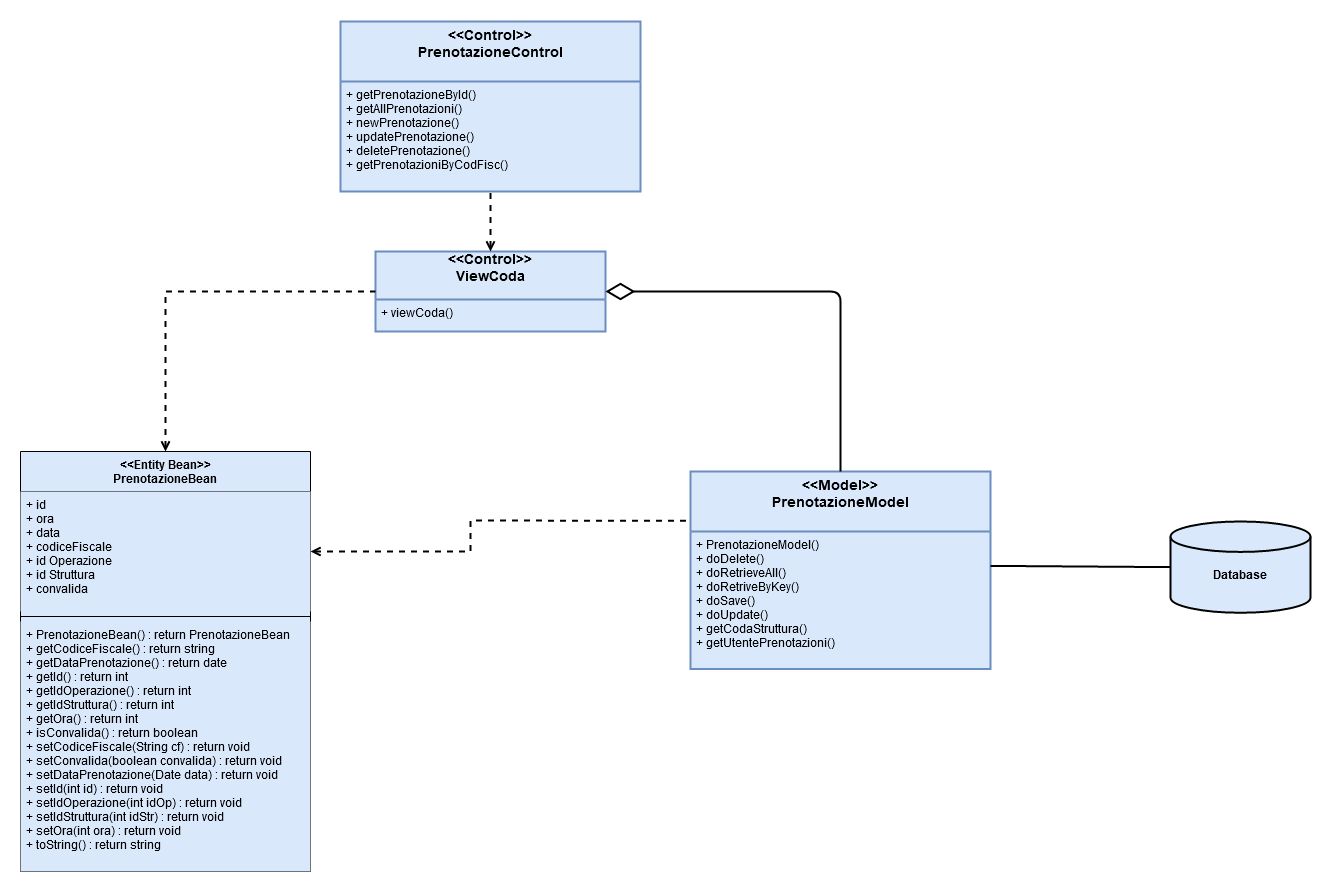 <<Control>>
PrenotazioneControl
+ getPrenotazioneById()
+ getAllPrenotazioni()
+ newPrenotazione()
+ updatePrenotazione()
+ deletePrenotazione()
+ getPrenotazioniByCodFisc()
<<Control>>
ViewCoda
+ viewCoda()
<<Entity Bean>>
PrenotazioneBean
+ id
+ ora
+ data
+ codiceFiscale
+ id Operazione
+ id Struttura
+ convalida
+ PrenotazioneBean() : return PrenotazioneBean
+ getCodiceFiscale() : return string
+ getDataPrenotazione() : return date
+ getId() : return int
+ getIdOperazione() : return int
+ getIdStruttura() : return int
+ getOra() : return int
+ isConvalida() : return boolean
+ setCodiceFiscale(String cf) : return void
+ setConvalida(boolean convalida) : return void
+ setDataPrenotazione(Date data) : return void
+ setId(int id) : return void
+ setIdOperazione(int idOp) : return void
+ setIdStruttura(int idStr) : return void
+ setOra(int ora) : return void
+ toString() : return string
<<Model>>
PrenotazioneModel
+ PrenotazioneModel()
+ doDelete()
+ doRetrieveAll()
+ doRetriveByKey()
+ doSave()
+ doUpdate()
+ getCodaStruttura()
+ getUtentePrenotazioni()
Database